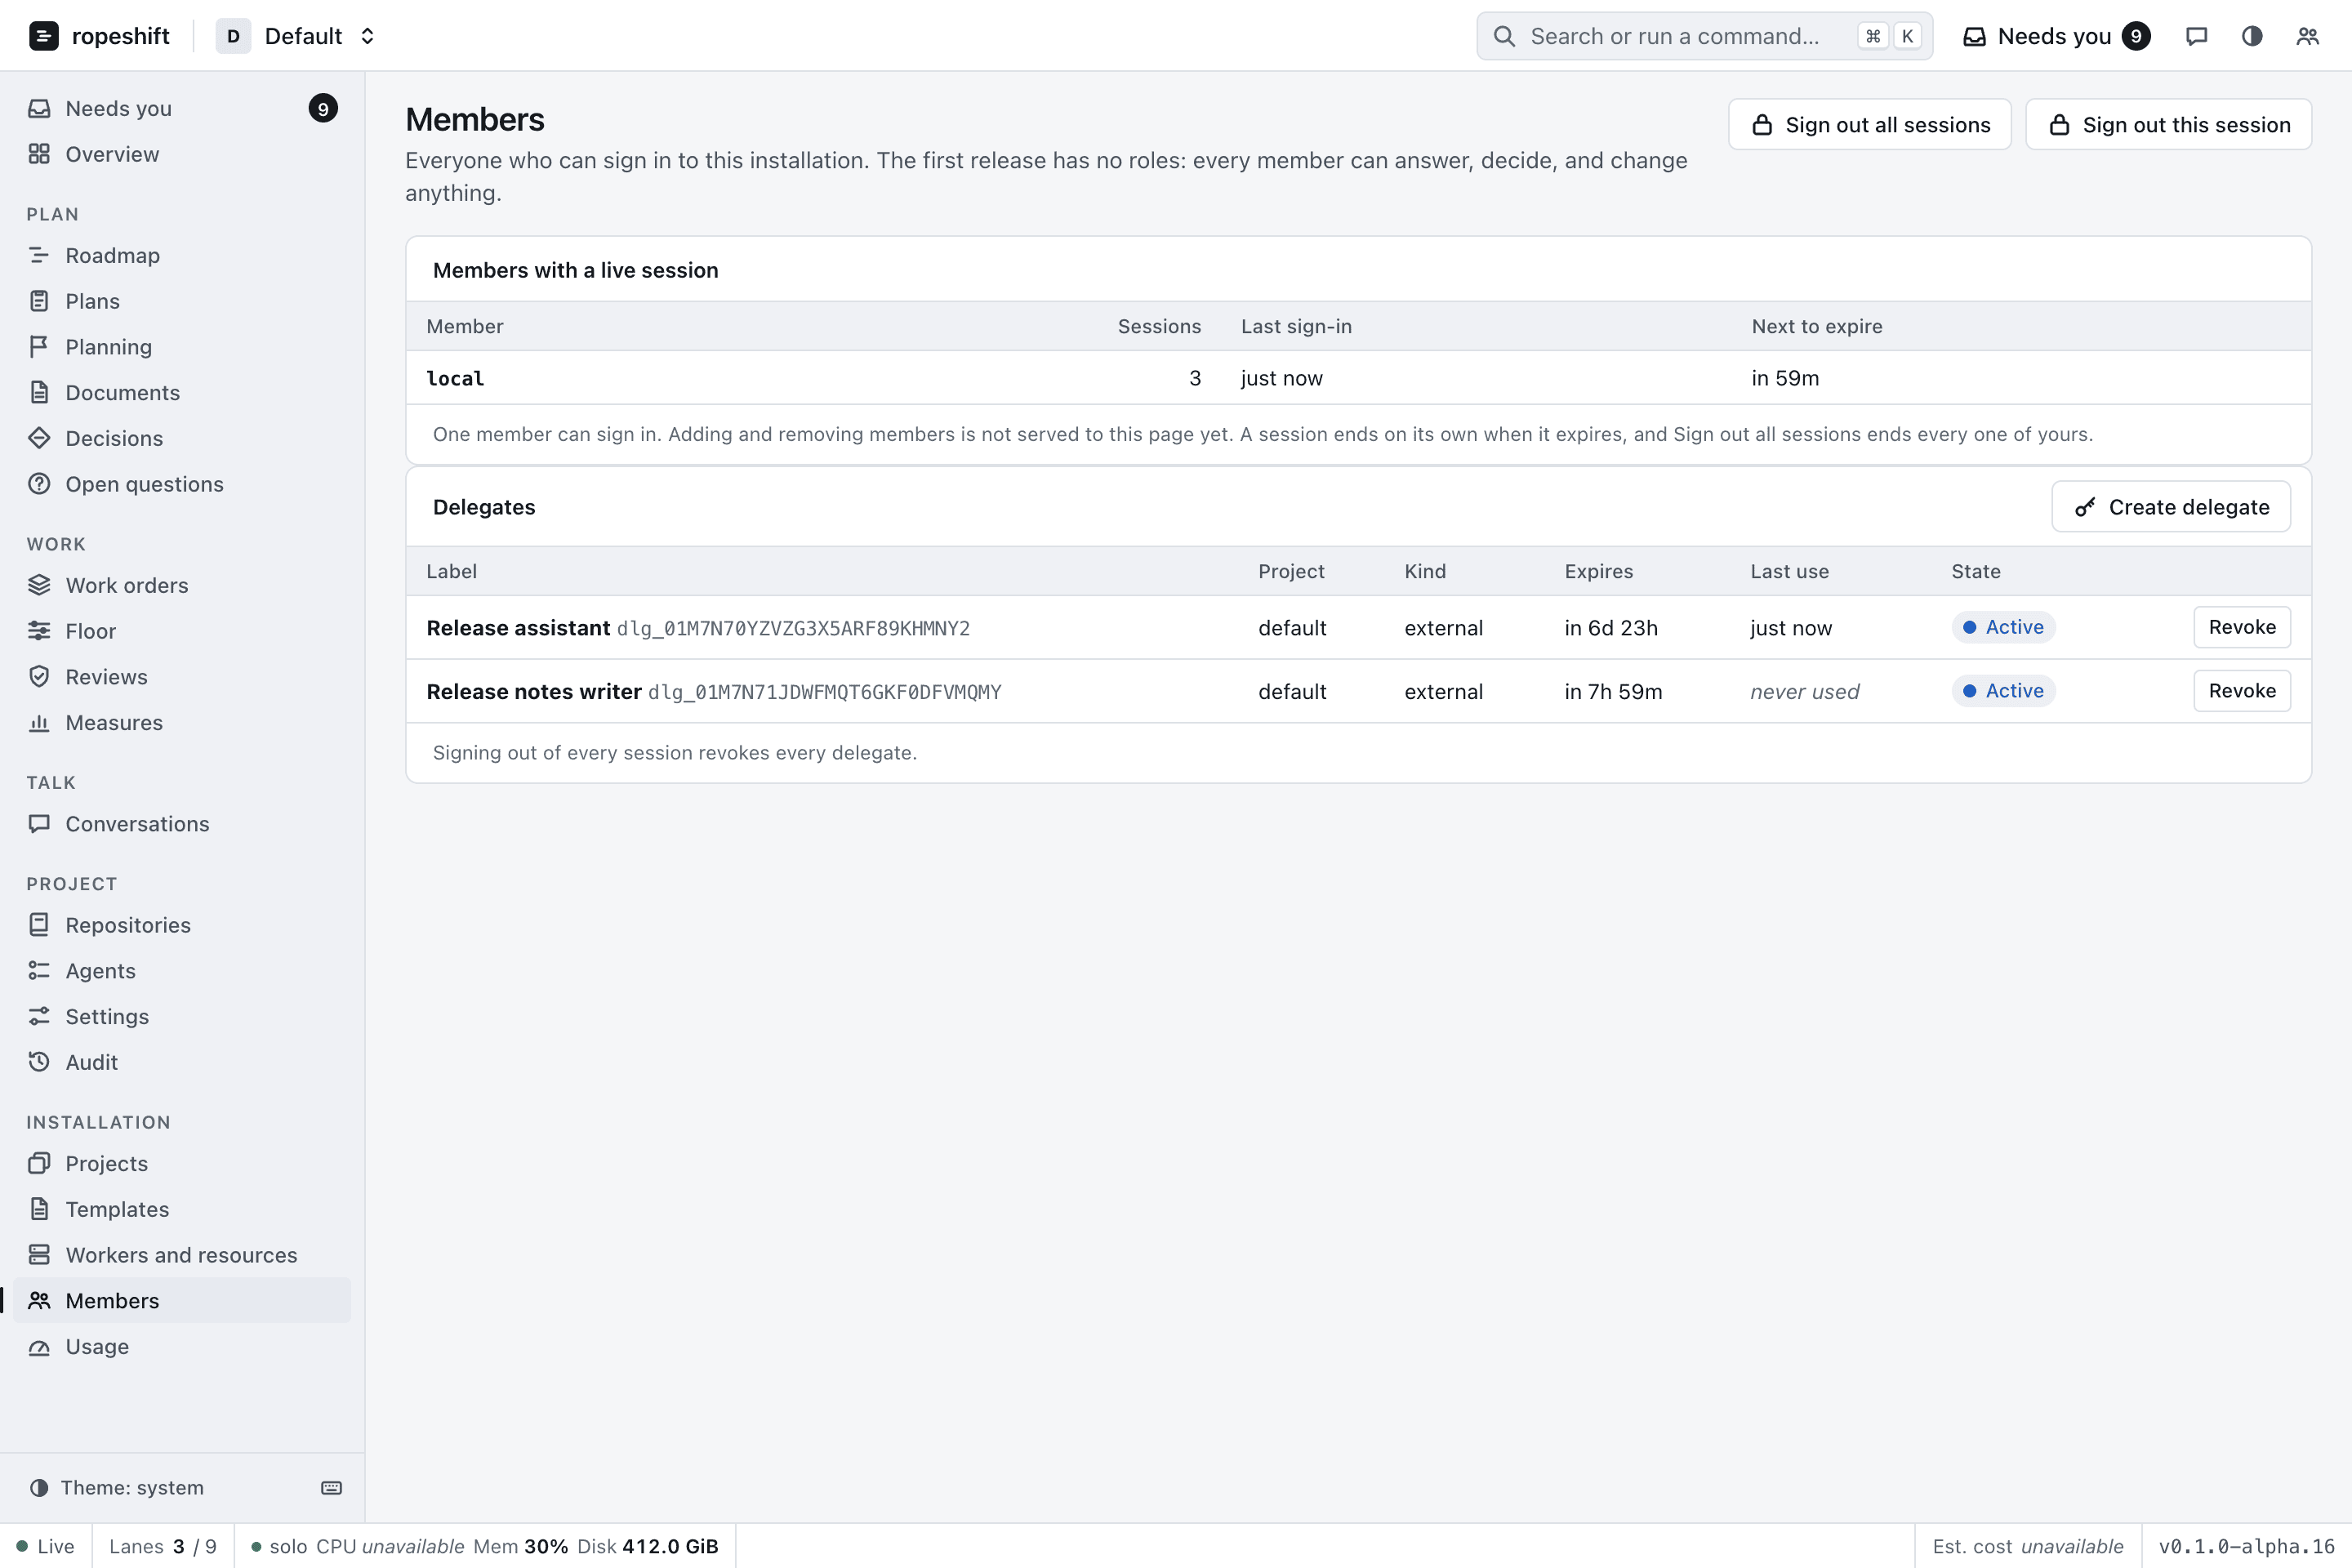 ropeshift
D Default
Search or run a command...
⌘ K
Needs you 9
Needs you 9
Overview
PLAN
Roadmap
Plans
Planning
Documents
Decisions
Open questions
WORK
Work orders
Floor
Reviews
Measures
TALK
Conversations
PROJECT
Repositories
Agents
Settings
Audit
INSTALLATION
Projects
Templates
Workers and resources
Members
Usage
Theme: system
Members
Everyone who can sign in to this installation. The first release has no roles: every member can answer, decide, and change
anything.
Sign out all sessions
Sign out this session
Members with a live session
Member Sessions Last sign-in Next to expire
local 3 just now in 59m
One member can sign in. Adding and removing members is not served to this page yet. A session ends on its own when it expires, and Sign out all sessions ends every one of yours.
Delegates
Create delegate
Label Project Kind Expires Last use State
Release assistant dlg_01M7N70YZVZG3X5ARF89KHMNY2 default external in 6d 23h just now Active Revoke
Release notes writer dlg_01M7N71JDWFMQT6GKF0DFVMQMY default external in 7h 59m never used Active Revoke
Signing out of every session revokes every delegate.
Live
Lanes 3 / 9
solo CPU unavailable Mem 30% Disk 412.0 GiB
Est. cost unavailable
v0.1.0-alpha.16